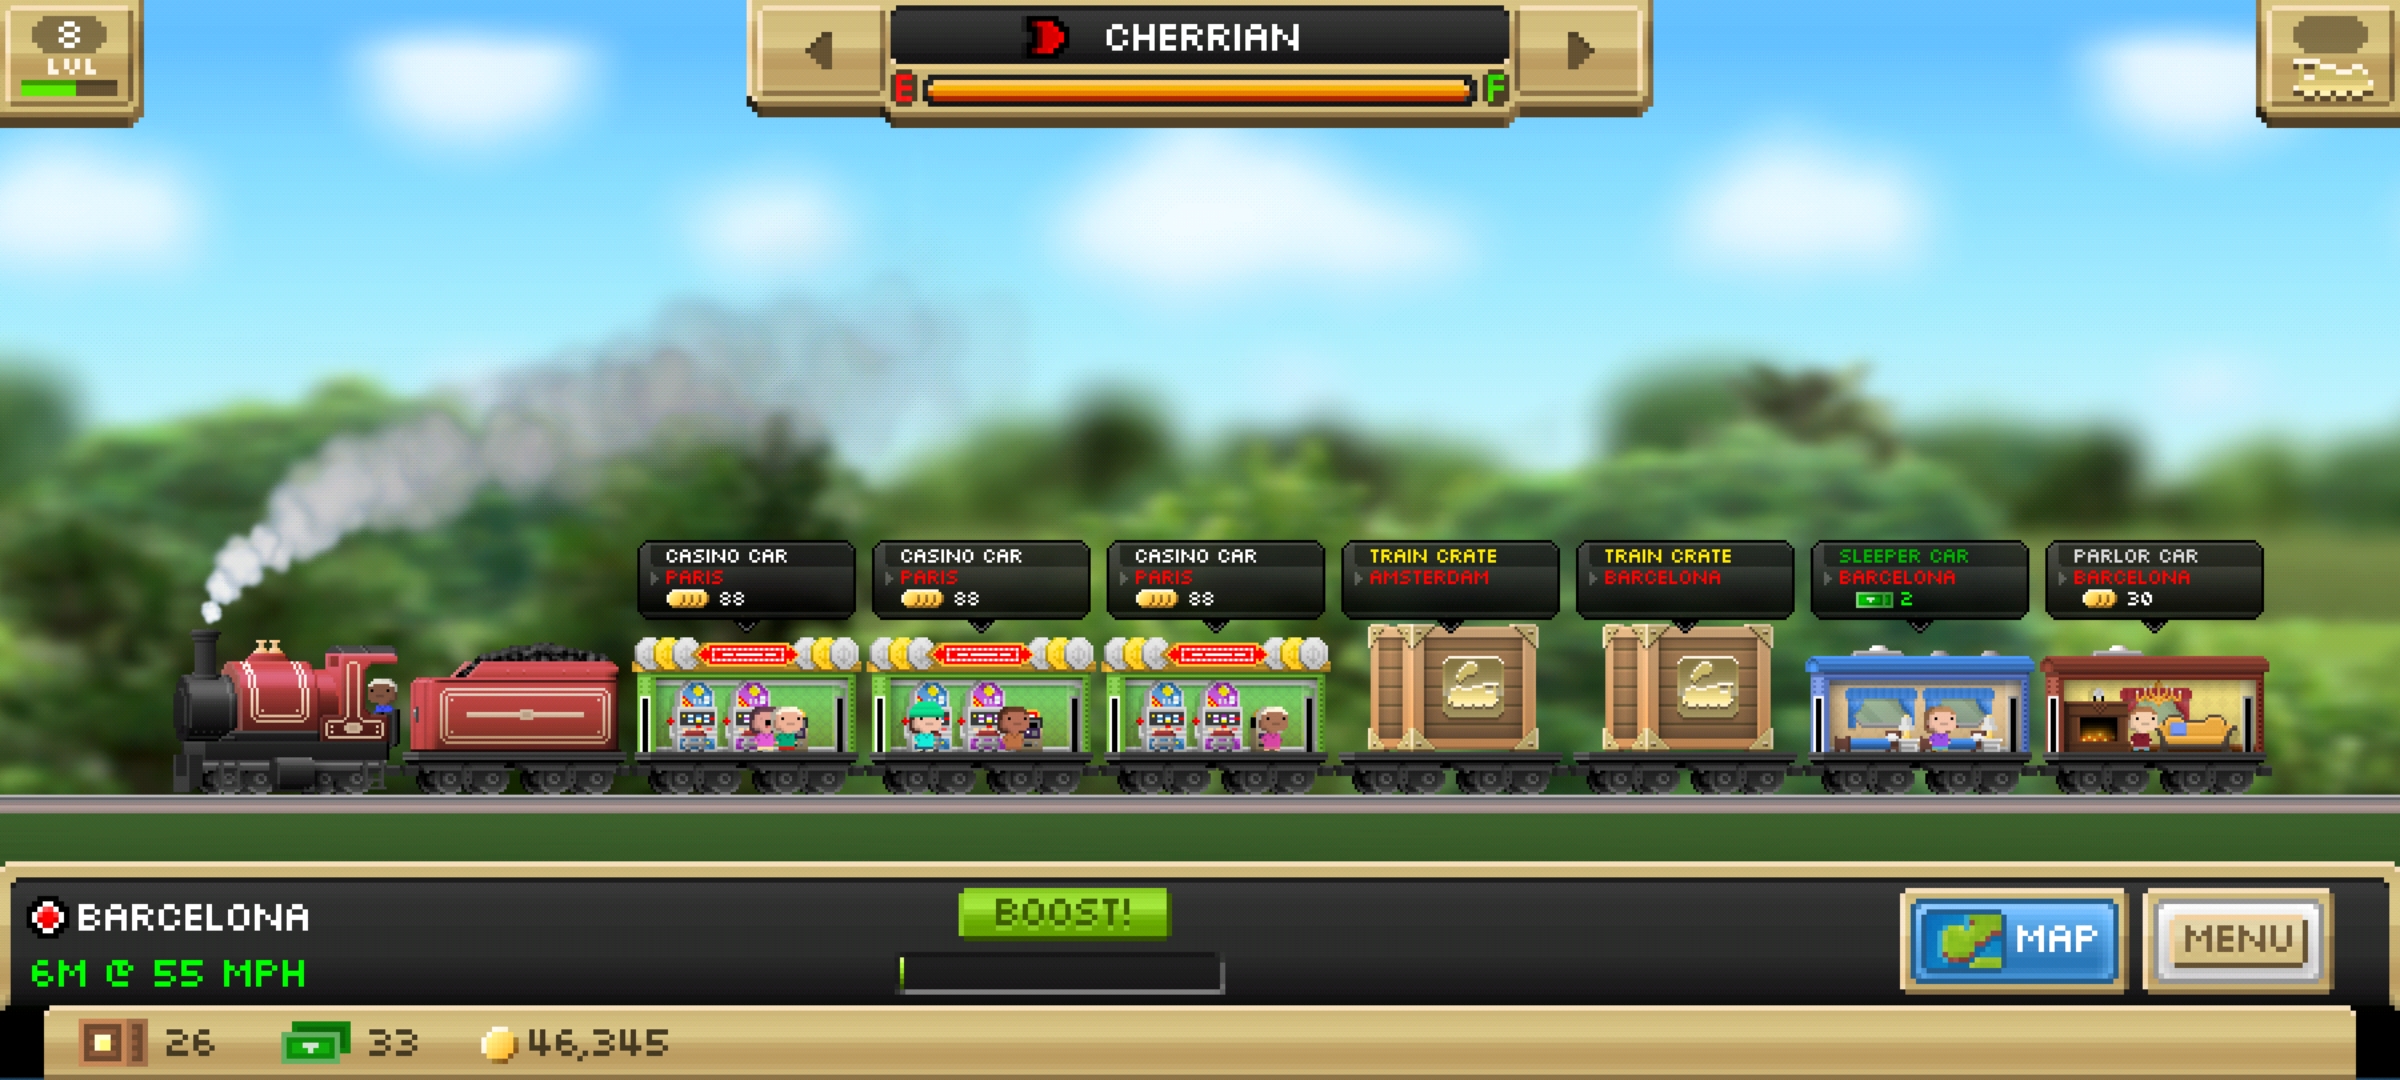 8
LVL
CHERRIAN
E F
CASINO CAR
PARIS
88
CASINO CAR
PARIS
88
CASINO CAR
PARIS
88
TRAIN CRATE
AMSTERDAM
TRAIN CRATE
BARCELONA
SLEEPER CAR
BARCELONA
2
PARLOR CAR
BARCELONA
30
BARCELONA
6M @ 55 MPH
BOOST!
MAP
MENU
26
33
46,345